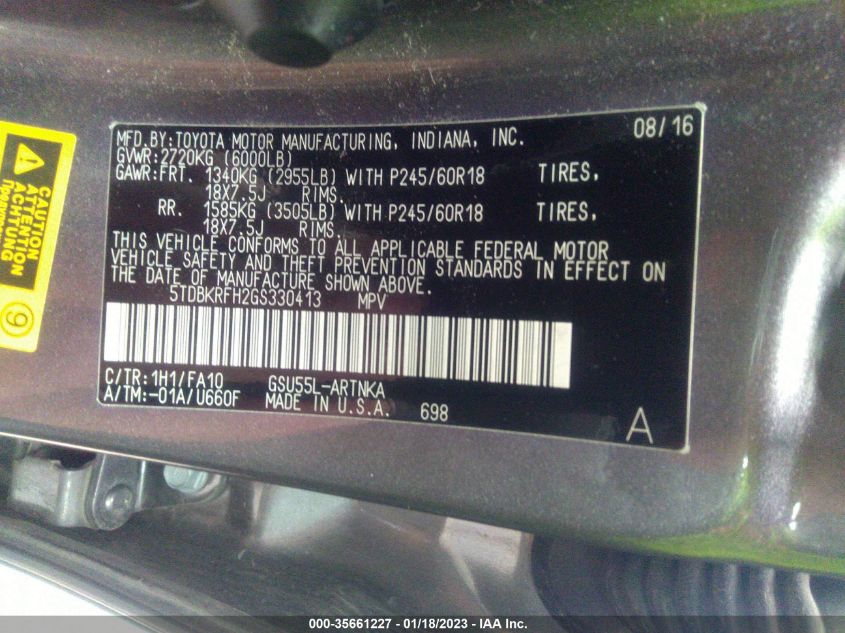 MFD.BY:TOYOTA MOTOR MANUFACTURING, INDIANA, INC. 08/16
GVWR:2720KG (6000LB)
GAWR:FRT. 1340KG (2955LB) WITH P245/60R18 TIRES,
18X7.5J RIMS.
RR. 1585KG (3505LB) WITH P245/60R18 TIRES,
18X7.5J RIMS.
THIS VEHICLE CONFORMS TO ALL APPLICABLE FEDERAL MOTOR
VEHICLE SAFETY AND THEFT PREVENTION STANDARDS IN EFFECT ON
THE DATE OF MANUFACTURE SHOWN ABOVE.
5TDBKRFH2GS330413 MPV
C/TR:1H1/FA10 GSU55L-ARTNKA
A/TM:-01A/U660F MADE IN U.S.A. 698
A
CAUTION
ATTENTION
ACHTUNG
9
000-35661227 - 01/18/2023 - IAA Inc.